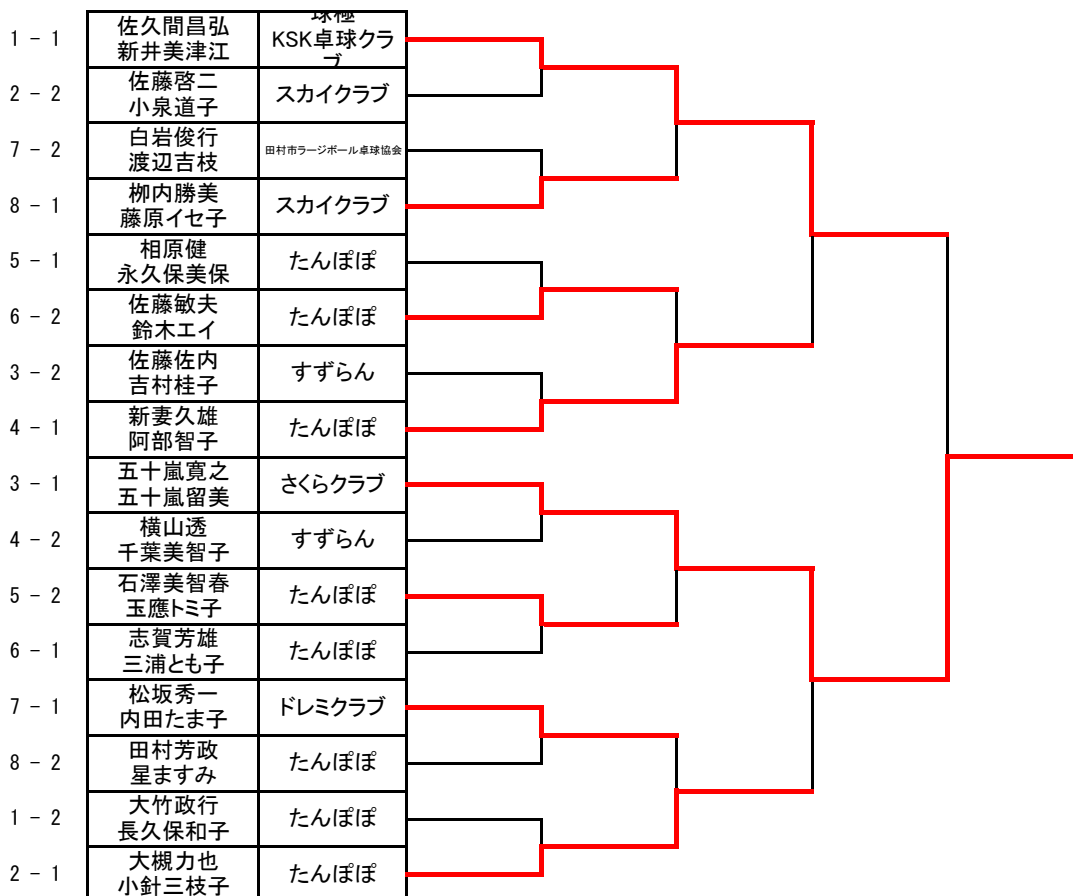 1 - 1
佐久間昌弘
新井美津江
球極
KSK卓球クラ
ブ
2 - 2
佐藤啓二
小泉道子
スカイクラブ
7 - 2
白岩俊行
渡辺吉枝
田村市ラージボール卓球協会
8 - 1
栁内勝美
藤原イセ子
スカイクラブ
5 - 1
相原健
永久保美保
たんぽぽ
6 - 2
佐藤敏夫
鈴木エイ
たんぽぽ
3 - 2
佐藤佐内
吉村桂子
すずらん
4 - 1
新妻久雄
阿部智子
たんぽぽ
3 - 1
五十嵐寛之
五十嵐留美
さくらクラブ
4 - 2
横山透
千葉美智子
すずらん
5 - 2
石澤美智春
玉應トミ子
たんぽぽ
6 - 1
志賀芳雄
三浦とも子
たんぽぽ
7 - 1
松坂秀一
内田たま子
ドレミクラブ
8 - 2
田村芳政
星ますみ
たんぽぽ
1 - 2
大竹政行
長久保和子
たんぽぽ
2 - 1
大槻力也
小針三枝子
たんぽぽ